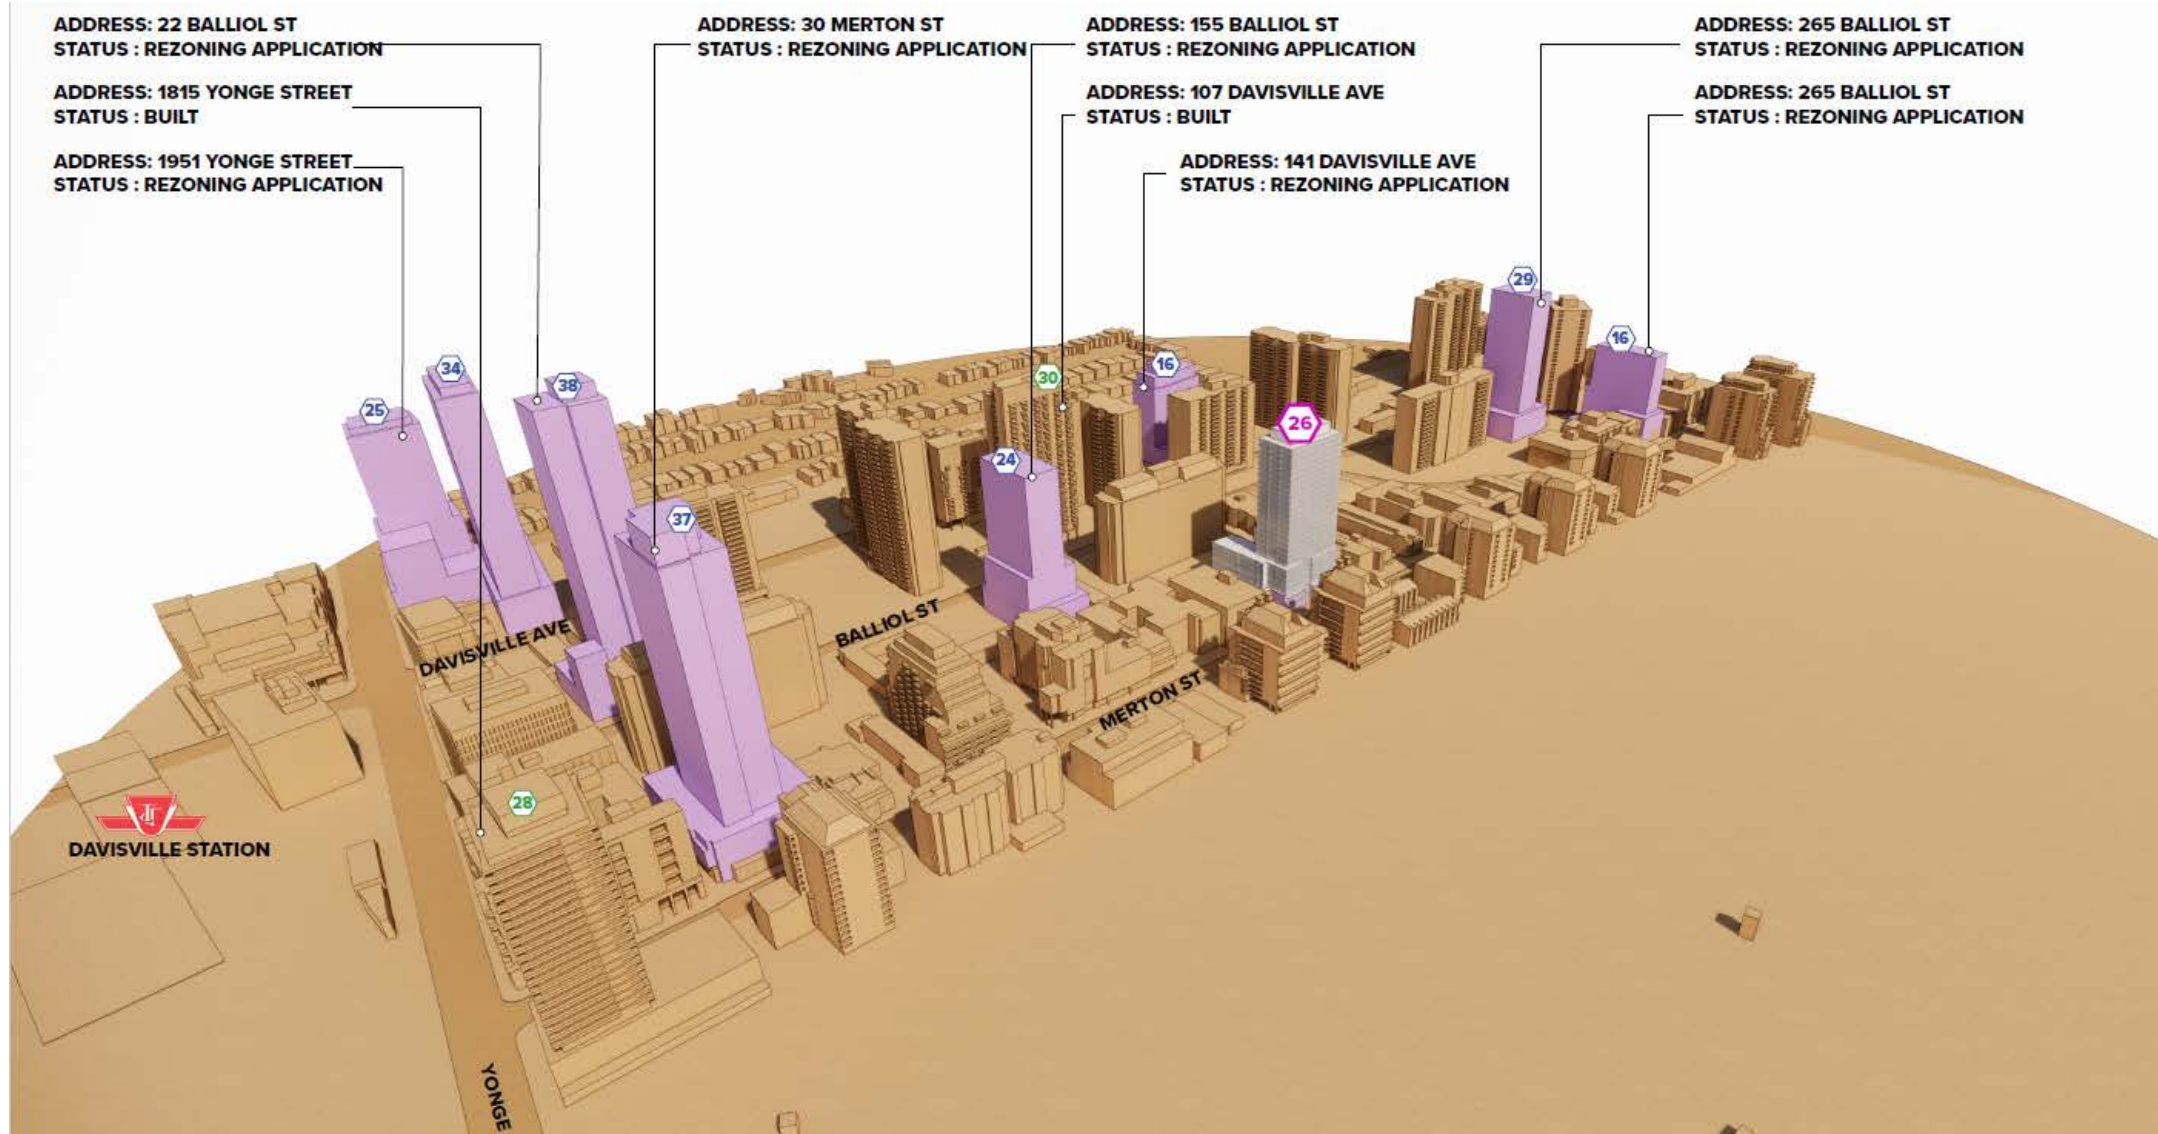 ADDRESS: 22 BALLIOL ST
STATUS : REZONING APPLICATION
ADDRESS: 1815 YONGE STREET
STATUS : BUILT
ADDRESS: 1951 YONGE STREET
STATUS : REZONING APPLICATION
ADDRESS: 30 MERTON ST
STATUS : REZONING APPLICATION
ADDRESS: 155 BALLIOL ST
STATUS : REZONING APPLICATION
ADDRESS: 107 DAVISVILLE AVE
STATUS : BUILT
ADDRESS: 141 DAVISVILLE AVE
STATUS : REZONING APPLICATION
ADDRESS: 265 BALLIOL ST
STATUS : REZONING APPLICATION
ADDRESS: 265 BALLIOL ST
STATUS : REZONING APPLICATION
29
16
34
16
30
38
25
26
24
37
DAVISVILLE AVE
BALLIOL ST
MERTON ST
28
DAVISVILLE STATION
YONGE